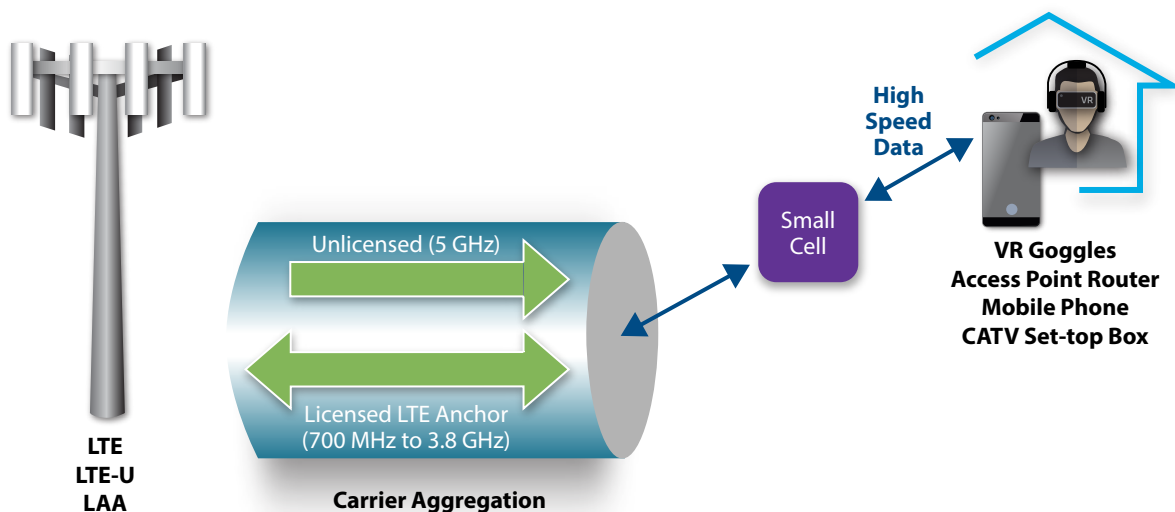 LTE
LTE-U
LAA
Unlicensed (5 GHz)
Licensed LTE Anchor
(700 MHz to 3.8 GHz)
Carrier Aggregation
Small
Cell
High
Speed
Data
VR
VR Goggles
Access Point Router
Mobile Phone
CATV Set-top Box